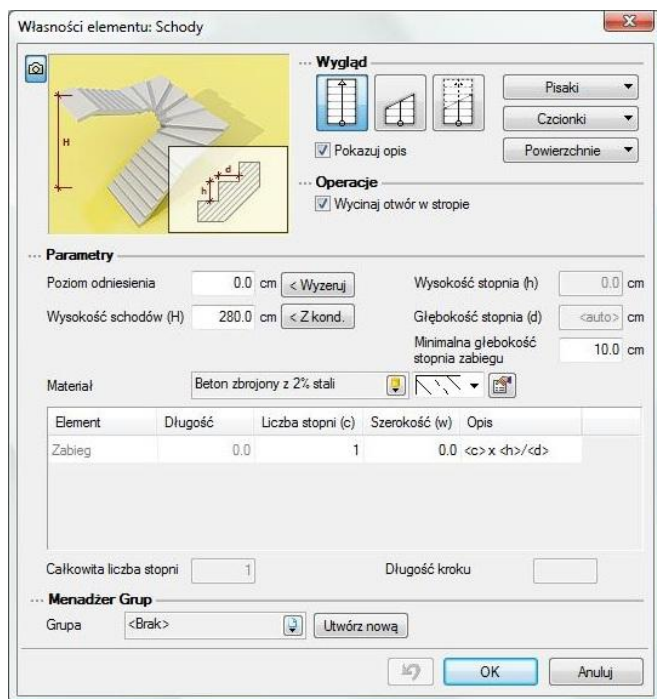 Własności elementu: Schody
H
d
h
Wygląd
Pokazuj opis
Pisaki
Czcionki
Powierzchnie
Operacje
Wycinaj otwór w stropie
Parametry
Poziom odniesienia 0.0 cm < Wyzeruj
Wysokość schodów (H) 280.0 cm < Z kond.
Wysokość stopnia (h) 0.0 cm
Głębokość stopnia (d) <auto> cm
Minimalna głębokość
stopnia zabiegu 10.0 cm
Materiał Beton zbrojony z 2% stali
Element Długość Liczba stopni (c) Szerokość (w) Opis
Zabieg 0.0 1 0.0 <c> x <h>/<d>
Całkowita liczba stopni 1 Długość kroku
Menadżer Grup
Grupa <Brak> Utwórz nową
OK Anuluj